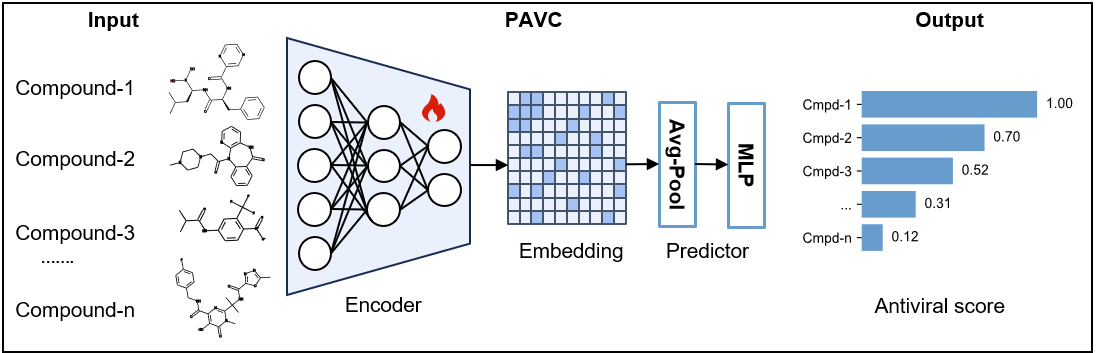 Input
PAVC
Output
Compound-1
Compound-2
Compound-3
.......
Compound-n
Encoder
Embedding
Avg-Pool
MLP
Predictor
Cmpd-1
1.00
Cmpd-2
0.70
Cmpd-3
0.52
...
0.31
Cmpd-n
0.12
Antiviral score